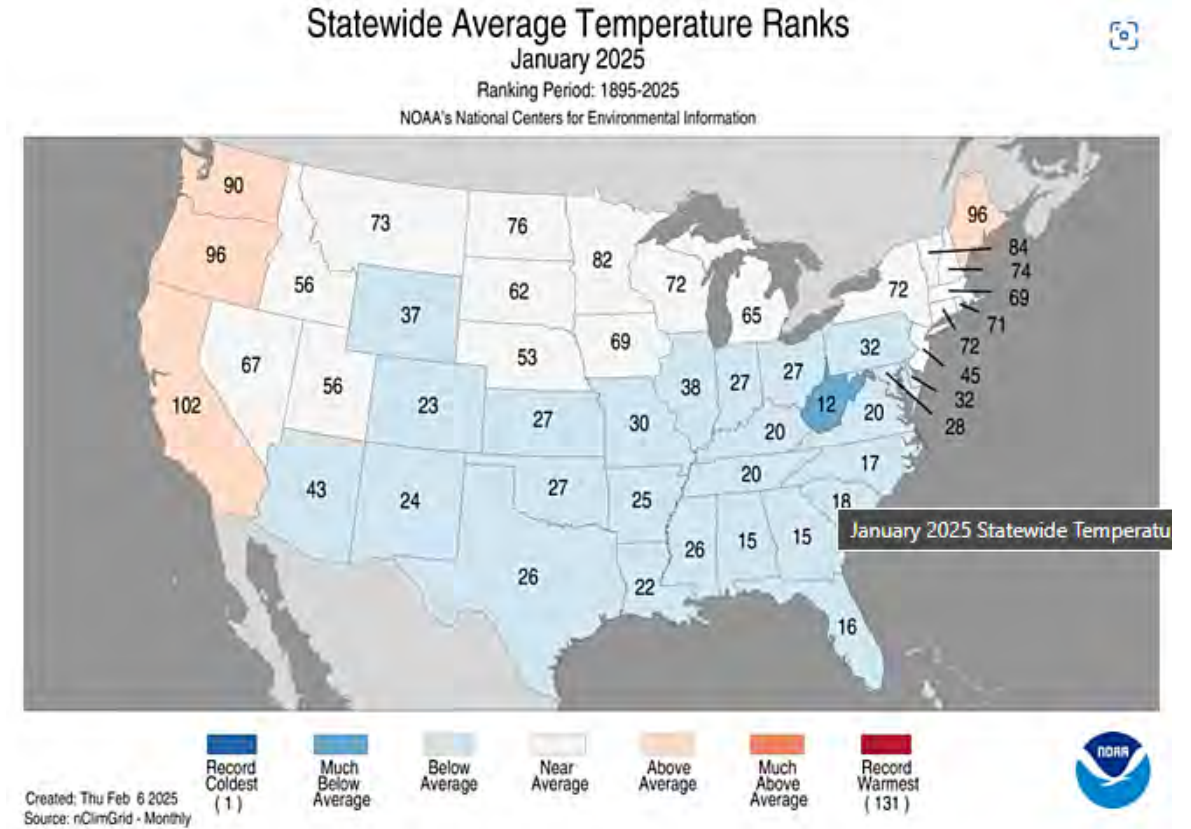 Statewide Average Temperature Ranks
January 2025
Ranking Period: 1895-2025
NOAA's National Centers for Environmental Information
90
96
73
76
96
82
84
56
62
72
72
74
37
65
69
67
53
69
71
56
32
72
102
23
38
27
27
45
27
30
12
20
32
20
28
43
24
27
25
20
17
18
January 2025 Statewide Temperatu
26
26
15
15
22
16
Record
Coldest
( 1 )
Much
Below
Average
Below
Average
Near
Average
Above
Average
Much
Above
Average
Record
Warmest
( 131 )
NOAA
Created: Thu Feb 6 2025
Source: nClimGrid - Monthly